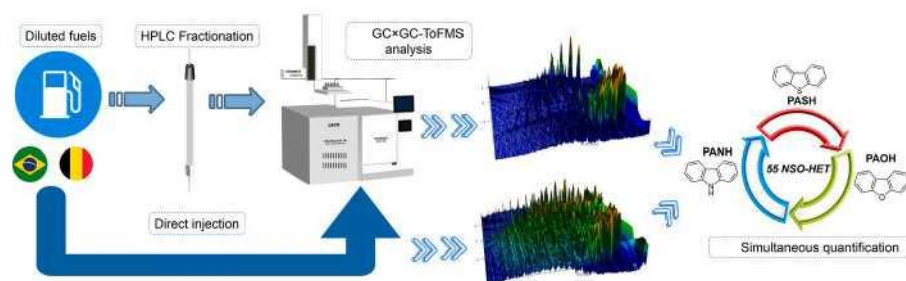 Diluted fuels
HPLC Fractionation
GC×GC-ToFMS
analysis
Direct injection
PASH
S
PANH
N
H
55 NSO-HET
PAOH
O
Simultaneous quantification